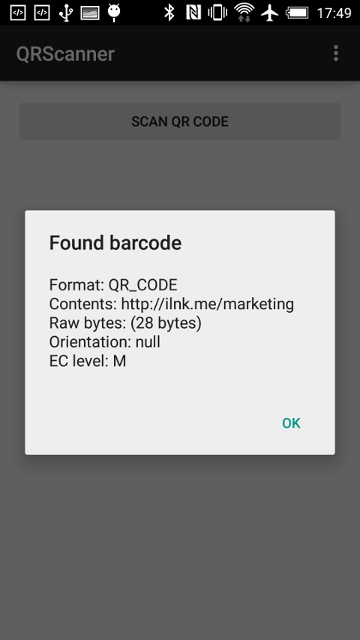 17:49
QRScanner
SCAN QR CODE
Found barcode
Format: QR_CODE
Contents: http://ilnk.me/marketing
Raw bytes: (28 bytes)
Orientation: null
EC level: M
OK